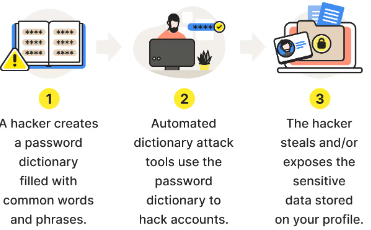 1
A hacker creates
a password
dictionary
filled with
common words
and phrases.
2
Automated
dictionary attack
tools use the
password
dictionary to
hack accounts.
3
The hacker
steals and/or
exposes the
sensitive
data stored
on your profile.